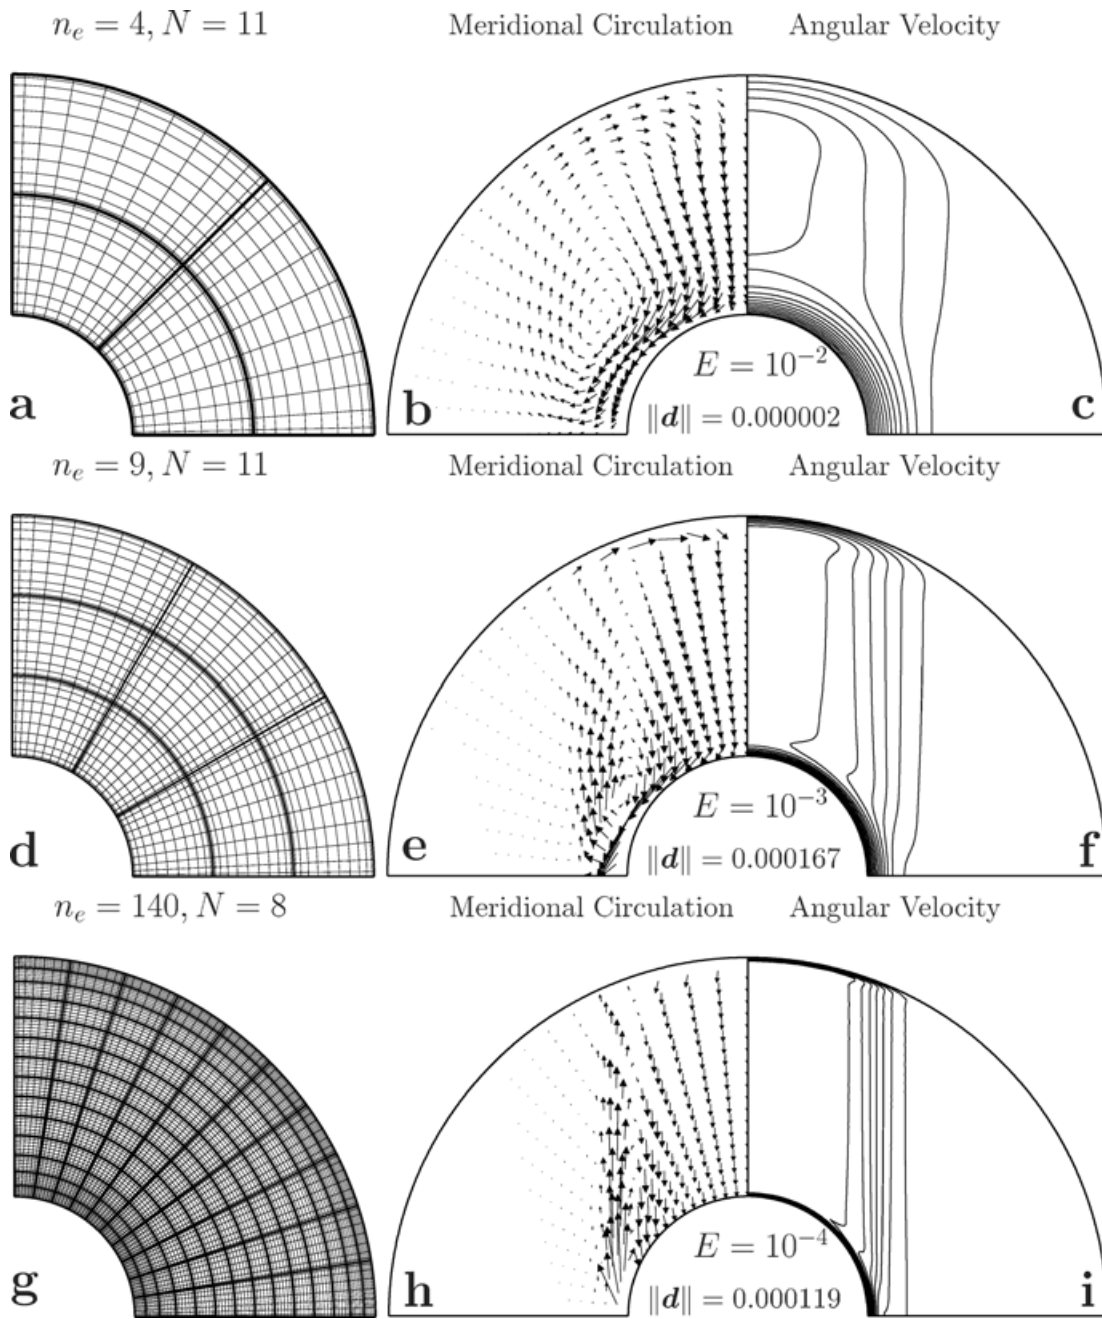 n_e = 4, N = 11 Meridional Circulation Angular Velocity
E = 10^{-2}
a b ‖d‖ = 0.000002 c
n_e = 9, N = 11 Meridional Circulation Angular Velocity
E = 10^{-3}
d e ‖d‖ = 0.000167 f
n_e = 140, N = 8 Meridional Circulation Angular Velocity
E = 10^{-4}
g h ‖d‖ = 0.000119 i